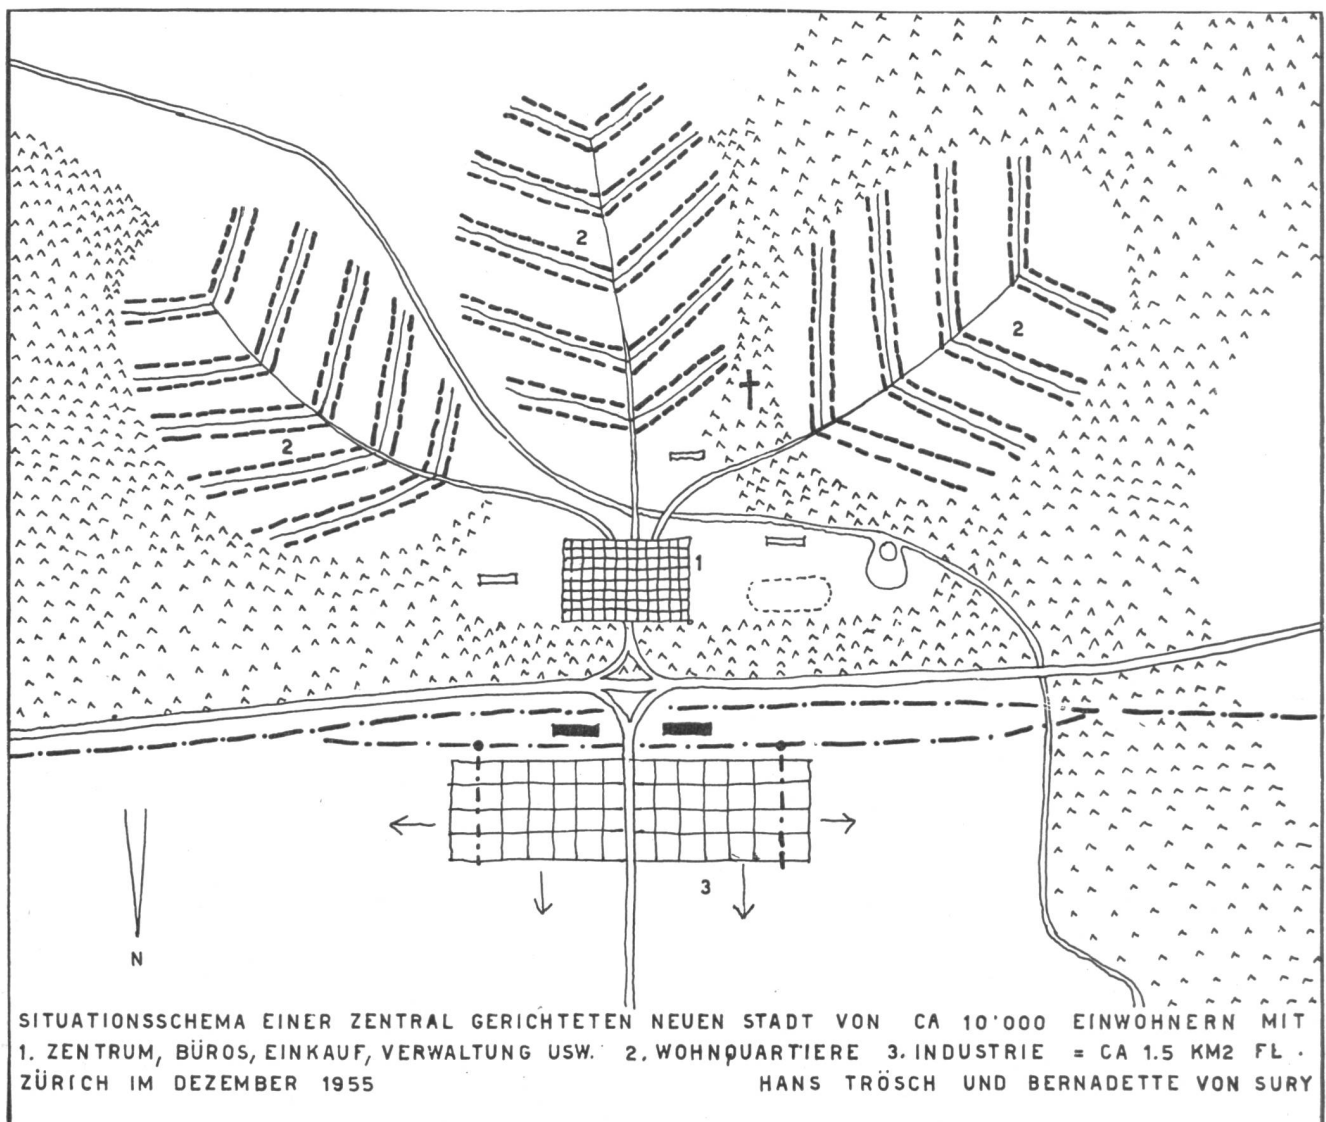 2
2
2
2
1
3
N
SITUATIONSSCHEMA EINER ZENTRAL GERICHTETEN NEUEN STADT VON CA 10'000 EINWOHNERN MIT
1. ZENTRUM, BÜROS, EINKAUF, VERWALTUNG USW. 2. WOHNQUARTIERE 3. INDUSTRIE = CA 1.5 KM2 FL.
ZÜRICH IM DEZEMBER 1955 HANS TRÖSCH UND BERNADETTE VON SURY